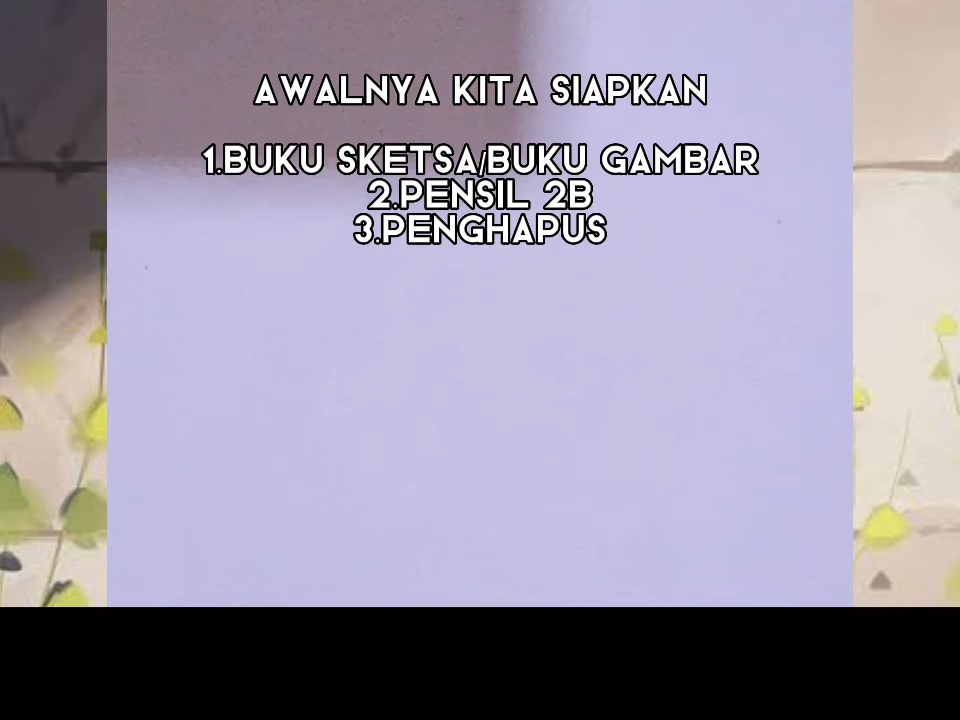 AWALNYA KITA SIAPKAN
1.BUKU SKETSA/BUKU GAMBAR
2.PENSIL 2B
3.PENGHAPUS